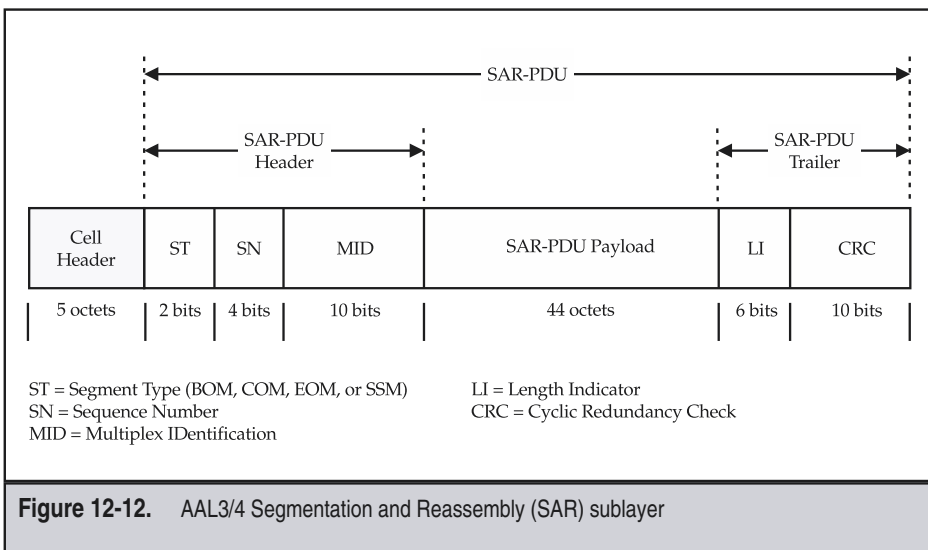 SAR-PDU
SAR-PDU
Header
SAR-PDU
Trailer
Cell
Header
ST
SN
MID
SAR-PDU Payload
LI
CRC
5 octets
2 bits
4 bits
10 bits
44 octets
6 bits
10 bits
ST = Segment Type (BOM, COM, EOM, or SSM)
SN = Sequence Number
MID = Multiplex IDentification
LI = Length Indicator
CRC = Cyclic Redundancy Check
Figure 12-12. AAL3/4 Segmentation and Reassembly (SAR) sublayer